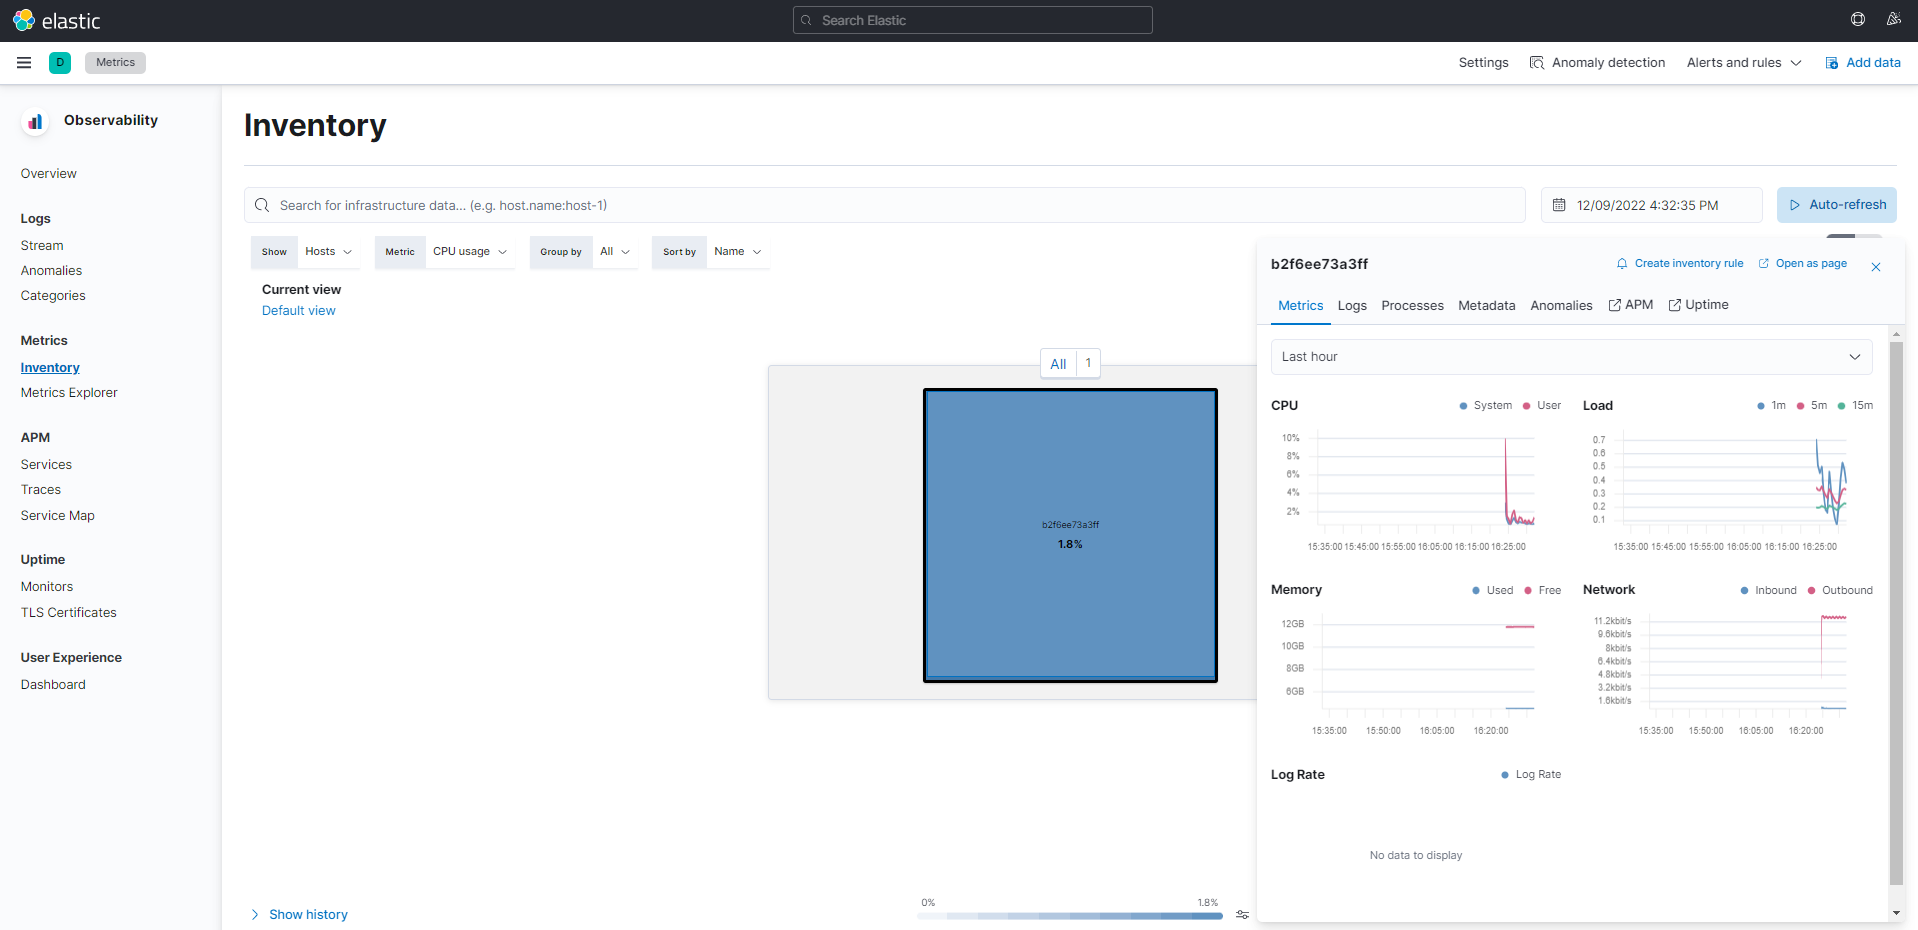 elastic
Search Elastic
D
Metrics
Settings
Anomaly detection
Alerts and rules
Add data
Observability
Overview
Logs
Stream
Anomalies
Categories
Metrics
Inventory
Metrics Explorer
APM
Services
Traces
Service Map
Uptime
Monitors
TLS Certificates
User Experience
Dashboard
Inventory
Search for infrastructure data... (e.g. host.name:host-1)
12/09/2022 4:32:35 PM
Auto-refresh
Show Hosts
Metric CPU usage
Group by All
Sort by Name
Current view
Default view
All 1
b2f6ee73a3ff
1.8%
Show history
0% 1.8%
b2f6ee73a3ff
Create inventory rule
Open as page
Metrics Logs Processes Metadata Anomalies APM Uptime
Last hour
CPU System User
10%
8%
6%
4%
2%
15:35:00 15:45:00 15:55:00 16:05:00 16:15:00 16:25:00
Load 1m 5m 15m
0.7
0.6
0.5
0.4
0.3
0.2
0.1
15:35:00 15:45:00 15:55:00 16:05:00 16:15:00 16:25:00
Memory Used Free
12GB
10GB
8GB
6GB
15:35:00 15:50:00 16:05:00 16:20:00
Network Inbound Outbound
11.2kbit/s
9.6kbit/s
8kbit/s
6.4kbit/s
4.8kbit/s
3.2kbit/s
1.6kbit/s
15:35:00 15:50:00 16:05:00 16:20:00
Log Rate Log Rate
No data to display